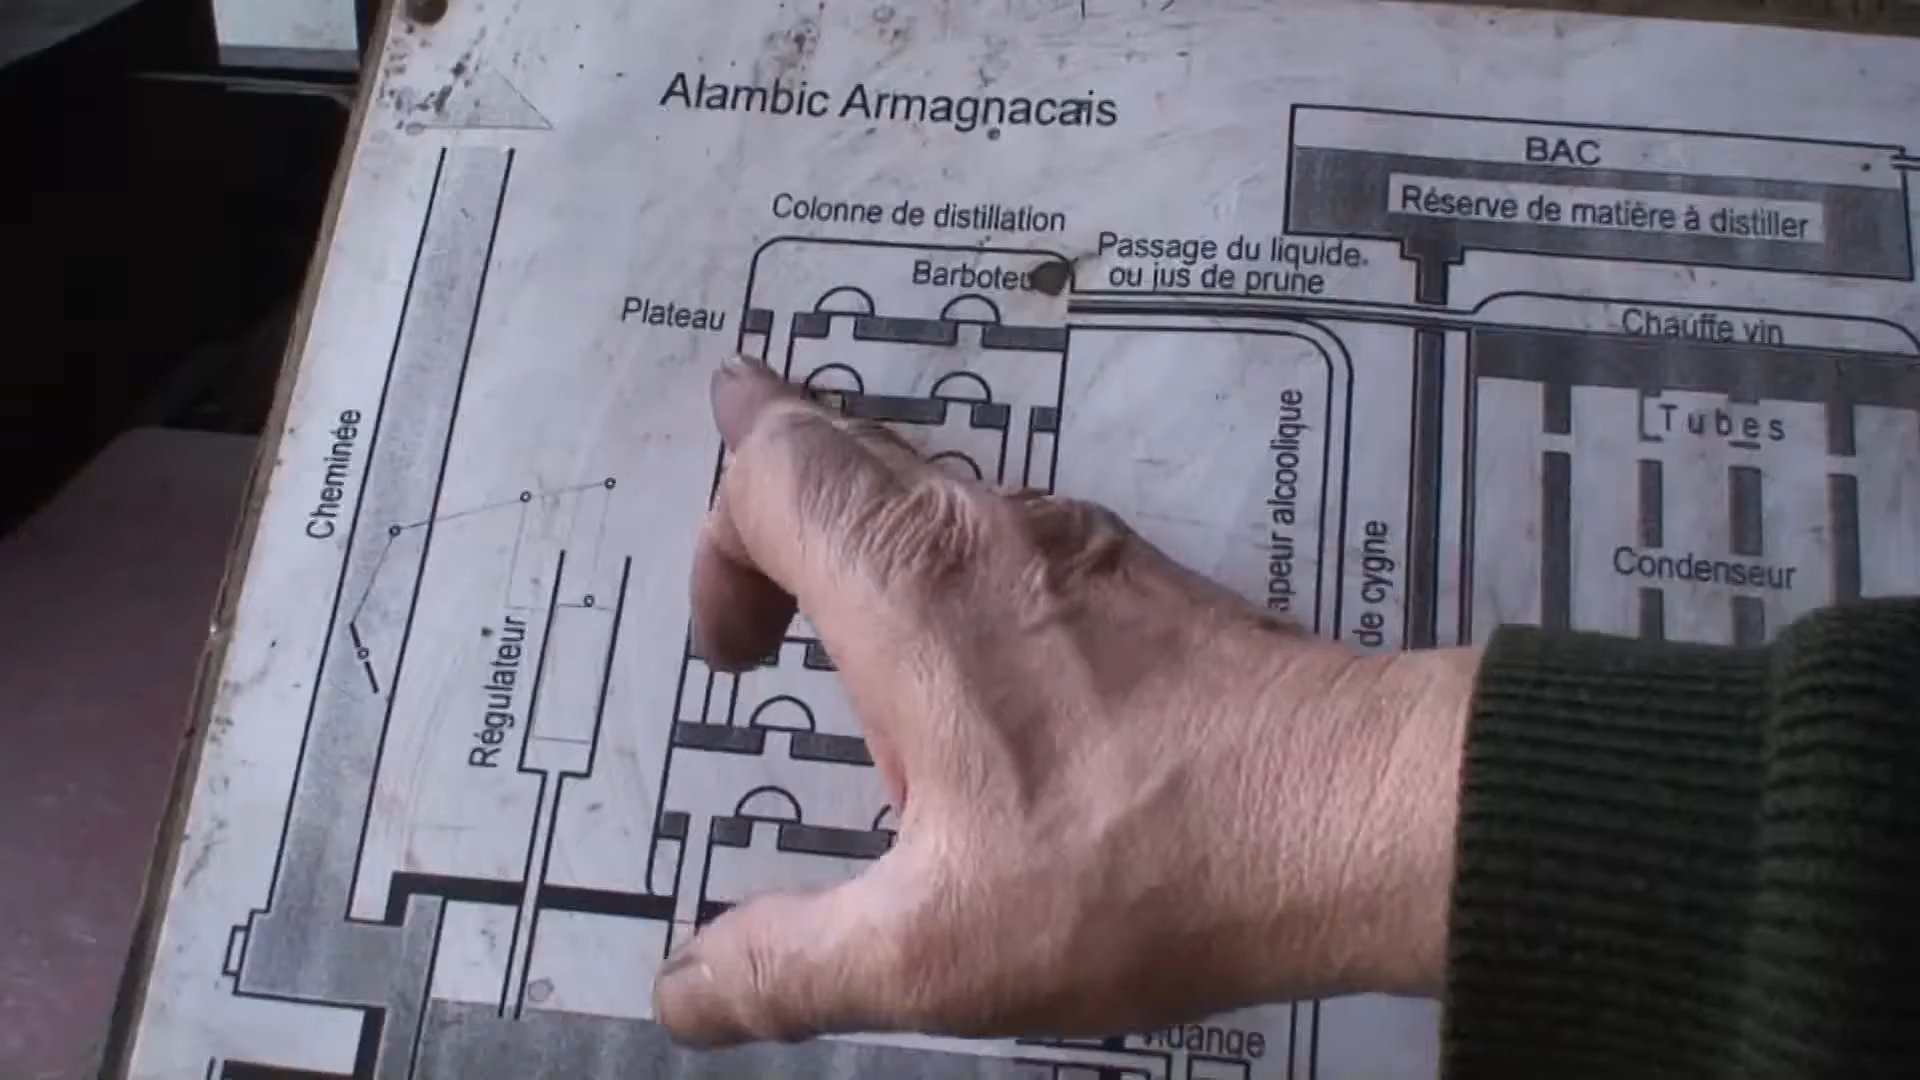 Alambic Armagnacais
BAC
Réserve de matière à distiller
Colonne de distillation
Passage du liquide
ou jus de prune
Barboteu
Plateau
Chauffe vin
Tubes
Condenseur
Cheminée
Régulateur
apeur alcoolique
de cygne